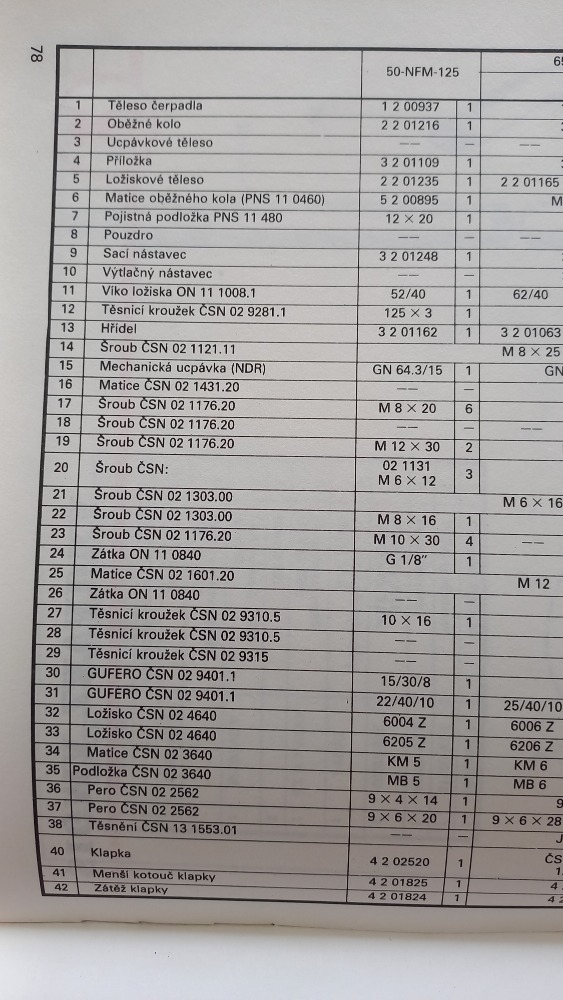 78
50-NFM-125 65
1 Těleso čerpadla 1 2 00937 1
2 Oběžné kolo 2 2 01216 1
3 Ucpávkové těleso —— —
4 Příložka 3 2 01109 1
5 Ložiskové těleso 2 2 01235 1 2 2 01165
6 Matice oběžného kola (PNS 11 0460) 5 2 00895 1 M
7 Pojistná podložka PNS 11 480 12 × 20 1
8 Pouzdro —— — ——
9 Sací nástavec 3 2 01248 1
10 Výtlačný nástavec —— —
11 Víko ložiska ON 11 1008.1 52/40 1 62/40
12 Těsnicí kroužek ČSN 02 9281.1 125 × 3 1
13 Hřídel 3 2 01162 1 3 2 01063
14 Šroub ČSN 02 1121.11 M 8 × 25
15 Mechanická ucpávka (NDR) GN 64.3/15 1 GN
16 Matice ČSN 02 1431.20 —— —
17 Šroub ČSN 02 1176.20 M 8 × 20 6
18 Šroub ČSN 02 1176.20 —— — ——
19 Šroub ČSN 02 1176.20 M 12 × 30 2
20 Šroub ČSN: 02 1131 3
M 6 × 12
21 Šroub ČSN 02 1303.00 M 6 × 16
22 Šroub ČSN 02 1303.00 M 8 × 16 1
23 Šroub ČSN 02 1176.20 M 10 × 30 4 ——
24 Zátka ON 11 0840 G 1/8″ 1
25 Matice ČSN 02 1601.20 M 12
26 Zátka ON 11 0840 —— —
27 Těsnicí kroužek ČSN 02 9310.5 10 × 16 1
28 Těsnicí kroužek ČSN 02 9310.5 —— —
29 Těsnicí kroužek ČSN 02 9315 —— —
30 GUFERO ČSN 02 9401.1 15/30/8 1
31 GUFERO ČSN 02 9401.1 22/40/10 1 25/40/10
32 Ložisko ČSN 02 4640 6004 Z 1 6006 Z
33 Ložisko ČSN 02 4640 6205 Z 1 6206 Z
34 Matice ČSN 02 3640 KM 5 1 KM 6
35 Podložka ČSN 02 3640 MB 5 1 MB 6
36 Pero ČSN 02 2562 9 × 4 × 14 1 9
37 Pero ČSN 02 2562 9 × 6 × 20 1 9 × 6 × 28
38 Těsnění ČSN 13 1553.01 —— — J
40 Klapka 4 2 02520 1 ČS
1
41 Menší kotouč klapky 4 2 01825 1 4
42 Zátěž klapky 4 2 01824 1 4 2